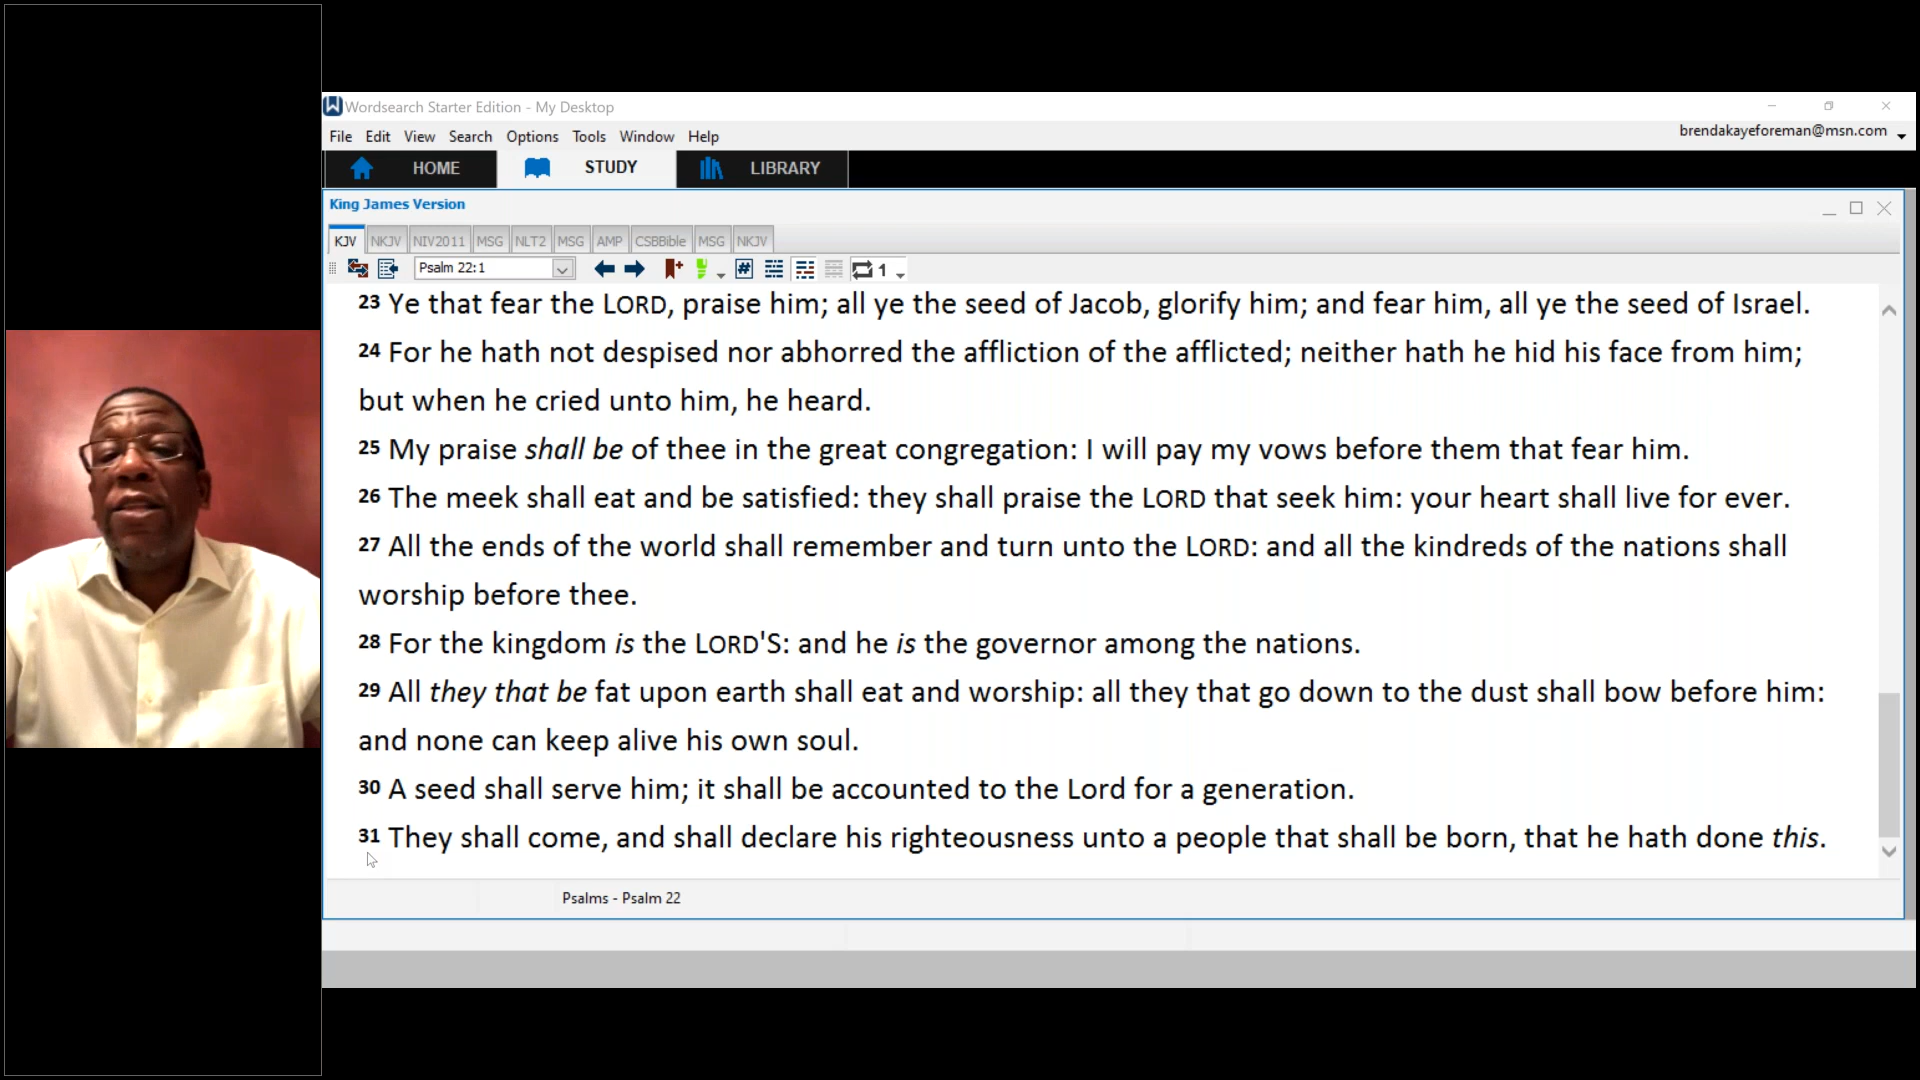 Wordsearch Starter Edition - My Desktop
File Edit View Search Options Tools Window Help
brendakayeforeman@msn.com
HOME STUDY LIBRARY
King James Version
KJV NKJV NIV2011 MSG NLT2 MSG AMP CSBBible MSG NKJV
Psalm 22:1
1
23 Ye that fear the LORD, praise him; all ye the seed of Jacob, glorify him; and fear him, all ye the seed of Israel.
24 For he hath not despised nor abhorred the affliction of the afflicted; neither hath he hid his face from him;
but when he cried unto him, he heard.
25 My praise shall be of thee in the great congregation: I will pay my vows before them that fear him.
26 The meek shall eat and be satisfied: they shall praise the LORD that seek him: your heart shall live for ever.
27 All the ends of the world shall remember and turn unto the LORD: and all the kindreds of the nations shall
worship before thee.
28 For the kingdom is the LORD'S: and he is the governor among the nations.
29 All they that be fat upon earth shall eat and worship: all they that go down to the dust shall bow before him:
and none can keep alive his own soul.
30 A seed shall serve him; it shall be accounted to the Lord for a generation.
31 They shall come, and shall declare his righteousness unto a people that shall be born, that he hath done this.
Psalms - Psalm 22